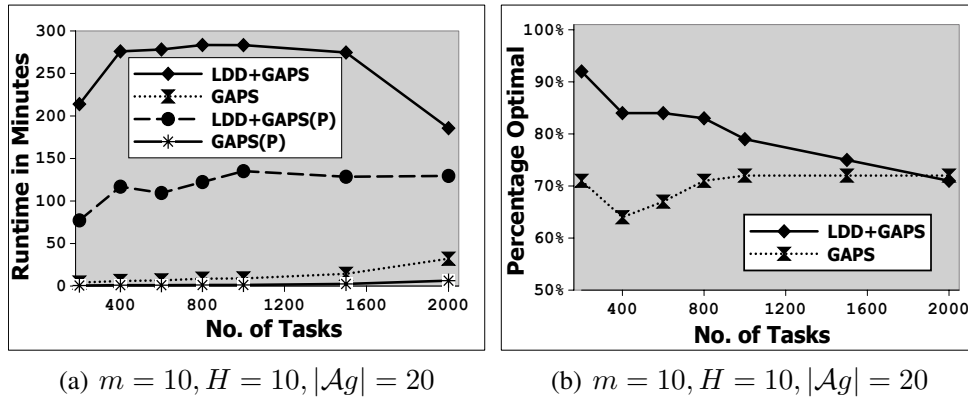 300
250
200
150
100
50
0
Runtime in Minutes
LDD+GAPS
GAPS
LDD+GAPS(P)
GAPS(P)
400 800 1200 1600 2000
No. of Tasks
(a) m = 10, H = 10, |Ag| = 20
100%
90%
80%
70%
60%
50%
Percentage Optimal
LDD+GAPS
GAPS
400 800 1200 1600 2000
No. of Tasks
(b) m = 10, H = 10, |Ag| = 20